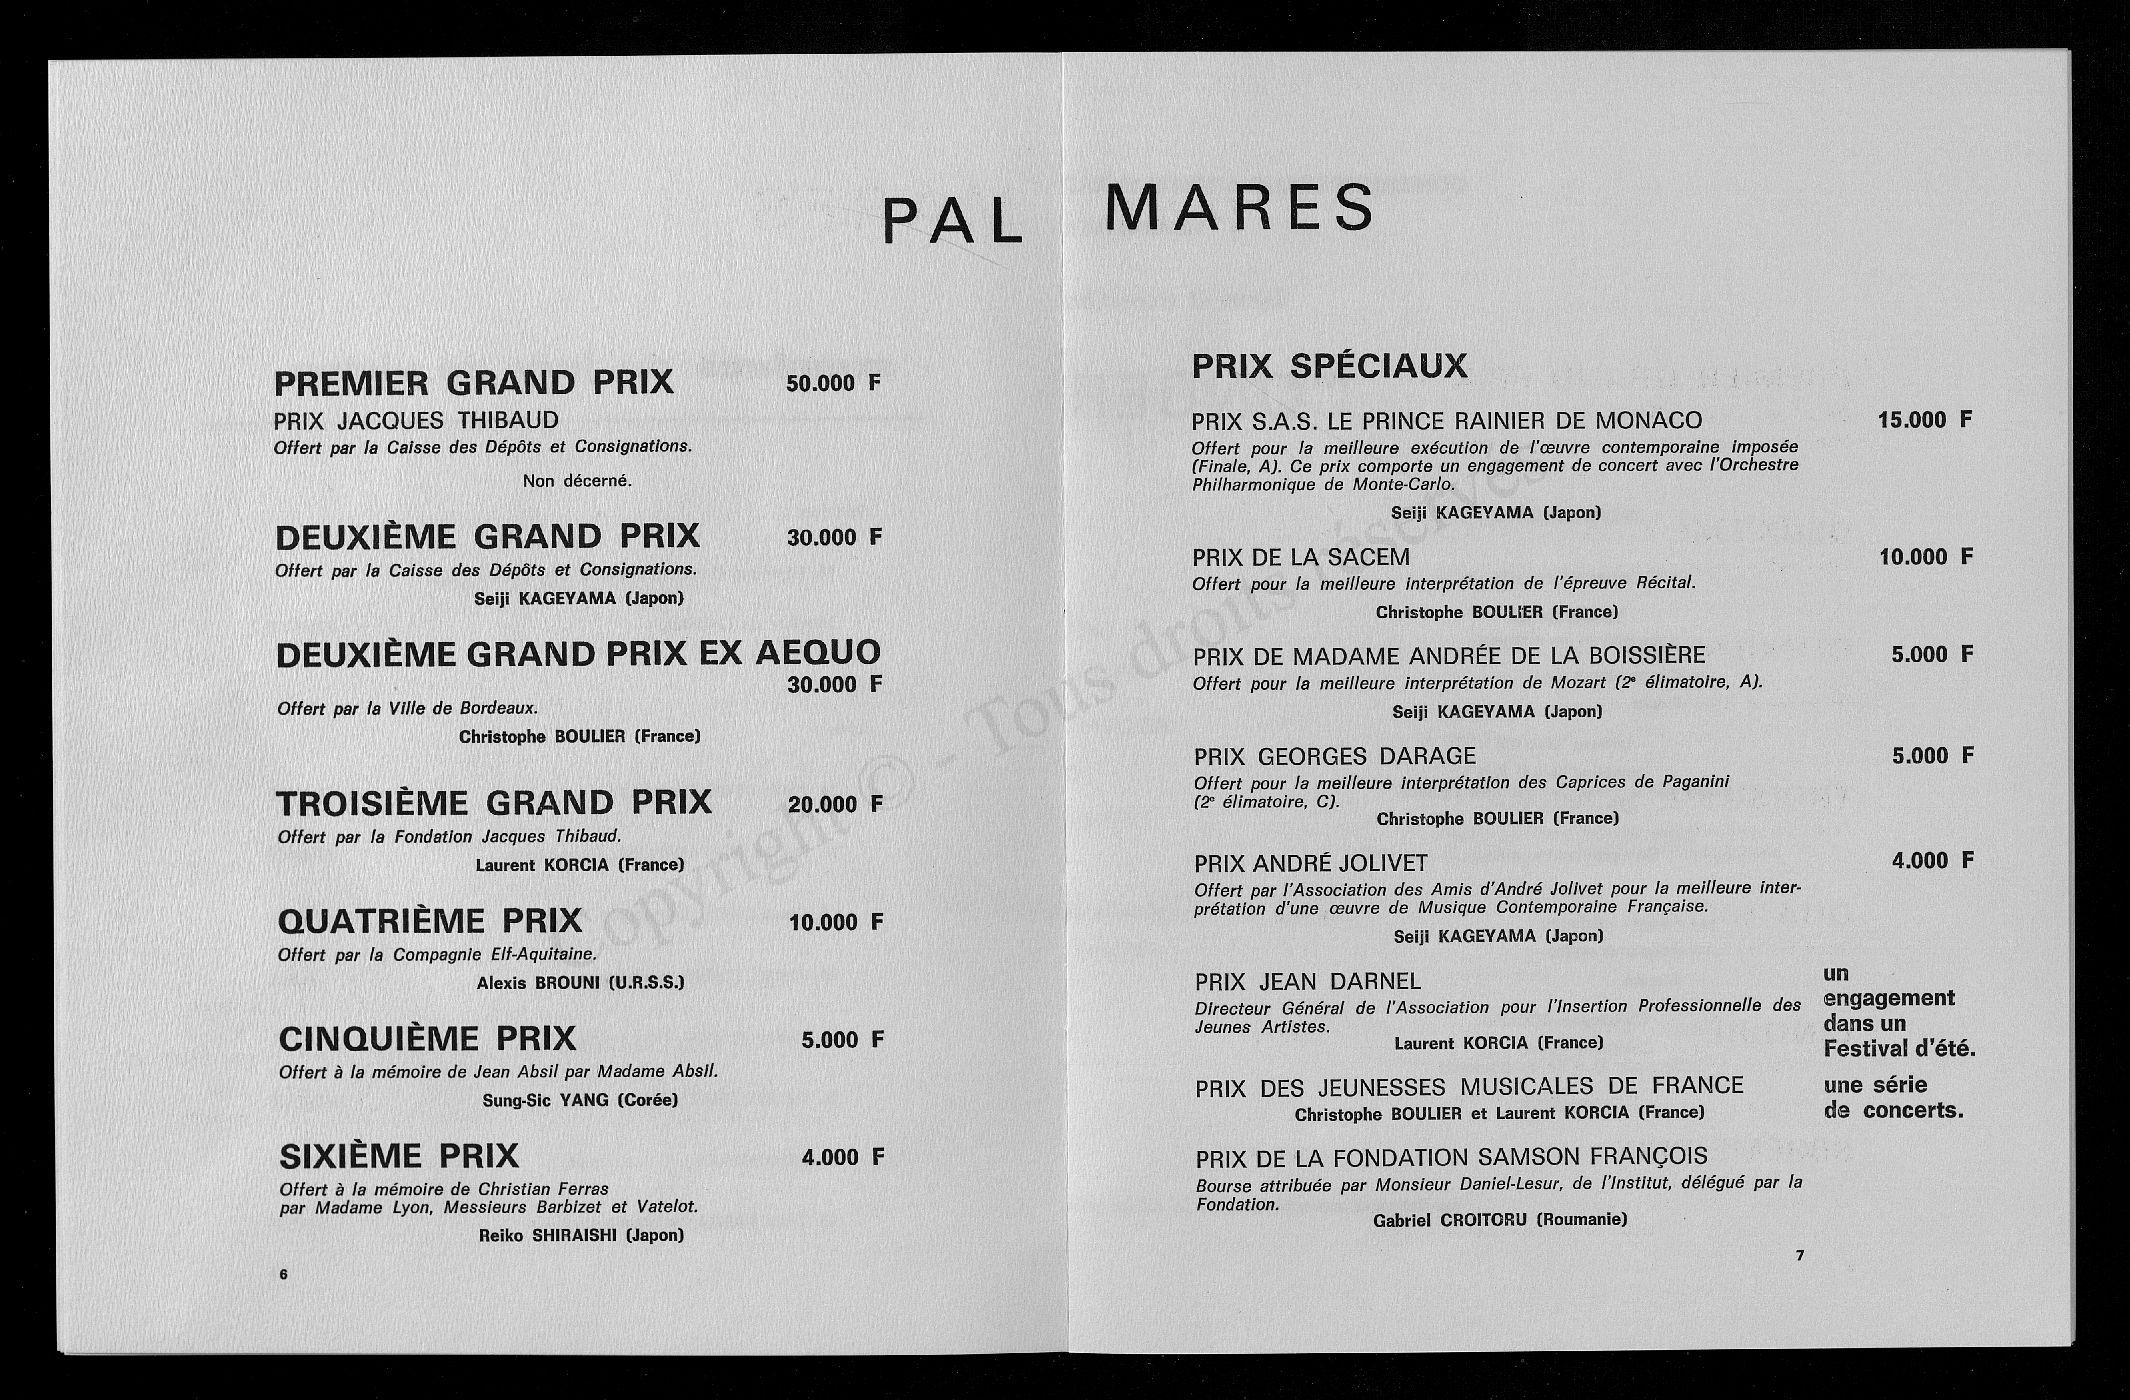 PAL MARES
PREMIER GRAND PRIX 50.000 F
PRIX JACQUES THIBAUD
Offert par la Caisse des Dépôts et Consignations.
Non décerné.
DEUXIÈME GRAND PRIX 30.000 F
Offert par la Caisse des Dépôts et Consignations.
Seiji KAGEYAMA (Japon)
DEUXIÈME GRAND PRIX EX AEQUO
30.000 F
Offert par la Ville de Bordeaux.
Christophe BOULIER (France)
TROISIÈME GRAND PRIX 20.000 F
Offert par la Fondation Jacques Thibaud.
Laurent KORCIA (France)
QUATRIÈME PRIX 10.000 F
Offert par la Compagnie Elf-Aquitaine.
Alexis BROUNI (U.R.S.S.)
CINQUIÈME PRIX 5.000 F
Offert à la mémoire de Jean Absil par Madame Absil.
Sung-Sic YANG (Corée)
SIXIÈME PRIX 4.000 F
Offert à la mémoire de Christian Ferras
par Madame Lyon, Messieurs Barbizet et Vatelot.
Reiko SHIRAISHI (Japon)
6
PRIX SPÉCIAUX
PRIX S.A.S. LE PRINCE RAINIER DE MONACO 15.000 F
Offert pour la meilleure exécution de l'œuvre contemporaine imposée
(Finale, A). Ce prix comporte un engagement de concert avec l'Orchestre
Philharmonique de Monte-Carlo.
Seiji KAGEYAMA (Japon)
PRIX DE LA SACEM 10.000 F
Offert pour la meilleure interprétation de l'épreuve Récital.
Christophe BOULIER (France)
PRIX DE MADAME ANDRÉE DE LA BOISSIÈRE 5.000 F
Offert pour la meilleure interprétation de Mozart (2e élimatoire, A).
Seiji KAGEYAMA (Japon)
PRIX GEORGES DARAGE 5.000 F
Offert pour la meilleure interprétation des Caprices de Paganini
(2e élimatoire, C).
Christophe BOULIER (France)
PRIX ANDRÉ JOLIVET 4.000 F
Offert par l'Association des Amis d'André Jolivet pour la meilleure inter-
prétation d'une œuvre de Musique Contemporaine Française.
Seiji KAGEYAMA (Japon)
PRIX JEAN DARNEL
Directeur Général de l'Association pour l'Insertion Professionnelle des
Jeunes Artistes.
Laurent KORCIA (France)
un
engagement
dans un
Festival d'été.
PRIX DES JEUNESSES MUSICALES DE FRANCE
Christophe BOULIER et Laurent KORCIA (France)
une série
de concerts.
PRIX DE LA FONDATION SAMSON FRANÇOIS
Bourse attribuée par Monsieur Daniel-Lesur, de l'Institut, délégué par la
Fondation.
Gabriel CROITORU (Roumanie)
7
Copyright © - Tous droits réservés